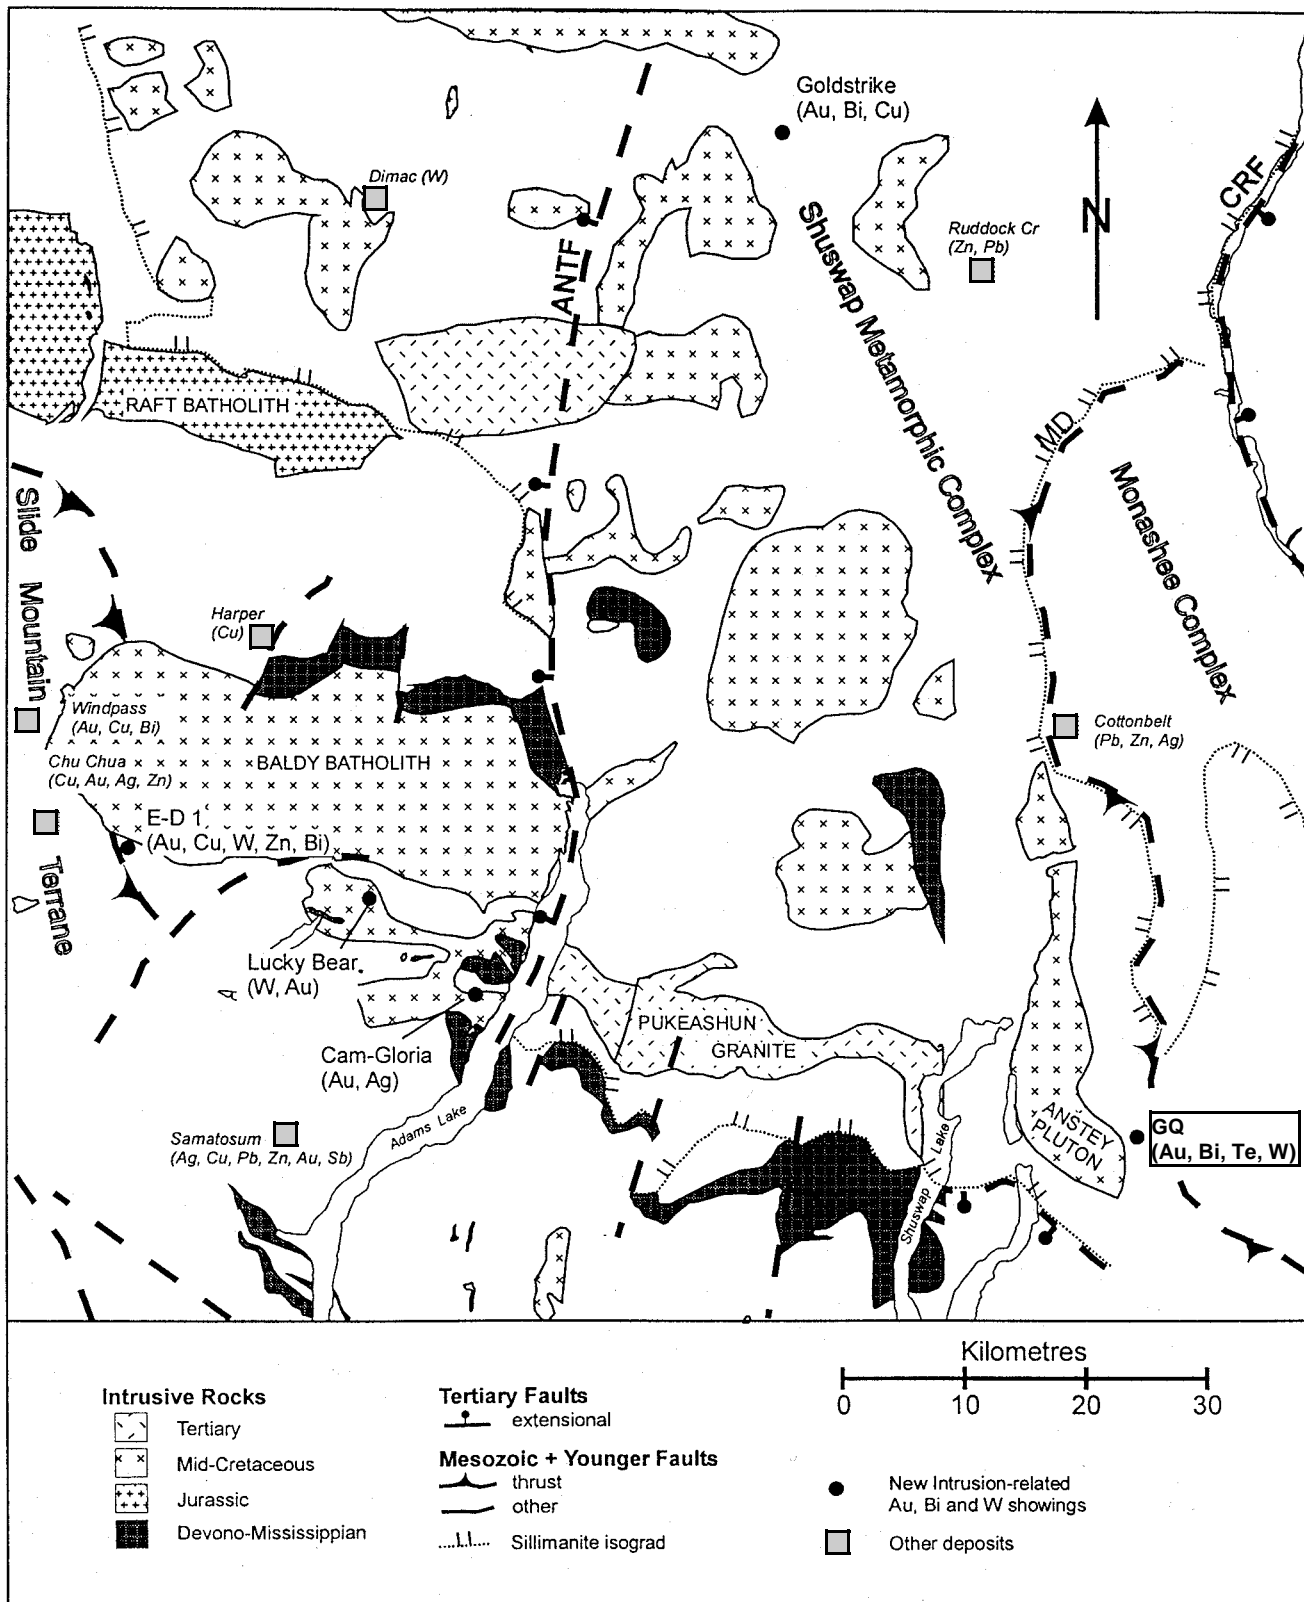 Goldstrike
(Au, Bi, Cu)
Dimac (W)
CRF
N
Ruddock Cr
(Zn, Pb)
ANTF
Shuswap Metamorphic Complex
RAFT BATHOLITH
MD
Monashee Complex
Slide Mountain Terrane
Harper
(Cu)
Windpass
(Au, Cu, Bi)
Cottonbelt
(Pb, Zn, Ag)
Chu Chua
(Cu, Au, Ag, Zn)
BALDY BATHOLITH
E-D 1
(Au, Cu, W, Zn, Bi)
Lucky Bear
(W, Au)
PUKEASHUN
GRANITE
Cam-Gloria
(Au, Ag)
Adams Lake
ANSTEY
PLUTON
GQ
(Au, Bi, Te, W)
Samatosum
(Ag, Cu, Pb, Zn, Au, Sb)
Shuswap Lake
Kilometres
0 10 20 30
Intrusive Rocks
Tertiary
Mid-Cretaceous
Jurassic
Devono-Mississippian
Tertiary Faults
extensional
Mesozoic + Younger Faults
thrust
other
Sillimanite isograd
New Intrusion-related
Au, Bi and W showings
Other deposits